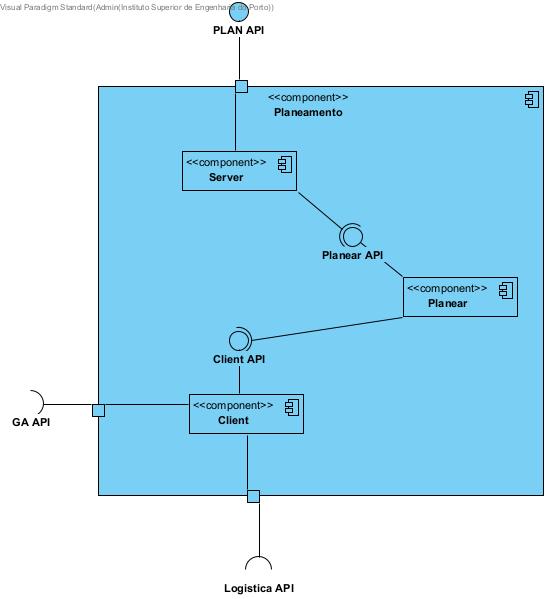 Visual Paradigm Standard(Admin(Instituto Superior de Engenharia do Porto))
PLAN API
<<component>>
Planeamento
<<component>>
Server
Planear API
<<component>>
Planear
Client API
<<component>>
Client
GA API
Logistica API